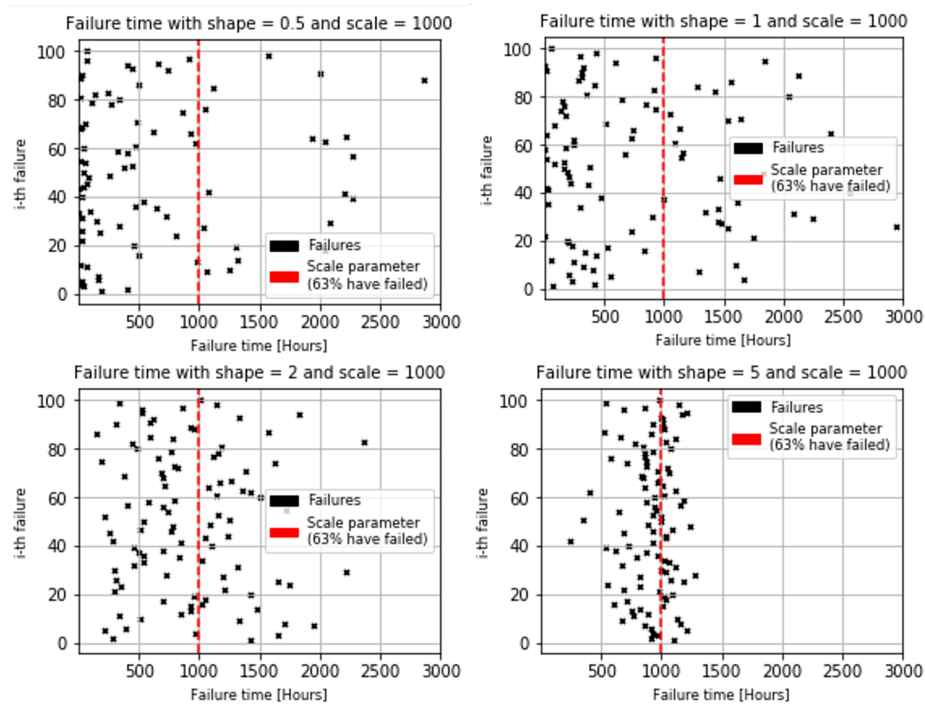 Failure time with shape = 0.5 and scale = 1000
100
80
60
40
20
0
i-th failure
Failures
Scale parameter
(63% have failed)
500
1000
1500
2000
2500
3000
Failure time [Hours]
Failure time with shape = 1 and scale = 1000
100
80
60
40
20
0
i-th failure
Failures
Scale parameter
(63% have failed)
500
1000
1500
2000
2500
3000
Failure time [Hours]
Failure time with shape = 2 and scale = 1000
100
80
60
40
20
0
i-th failure
Failures
Scale parameter
(63% have failed)
500
1000
1500
2000
2500
3000
Failure time [Hours]
Failure time with shape = 5 and scale = 1000
100
80
60
40
20
0
i-th failure
Failures
Scale parameter
(63% have failed)
500
1000
1500
2000
2500
3000
Failure time [Hours]